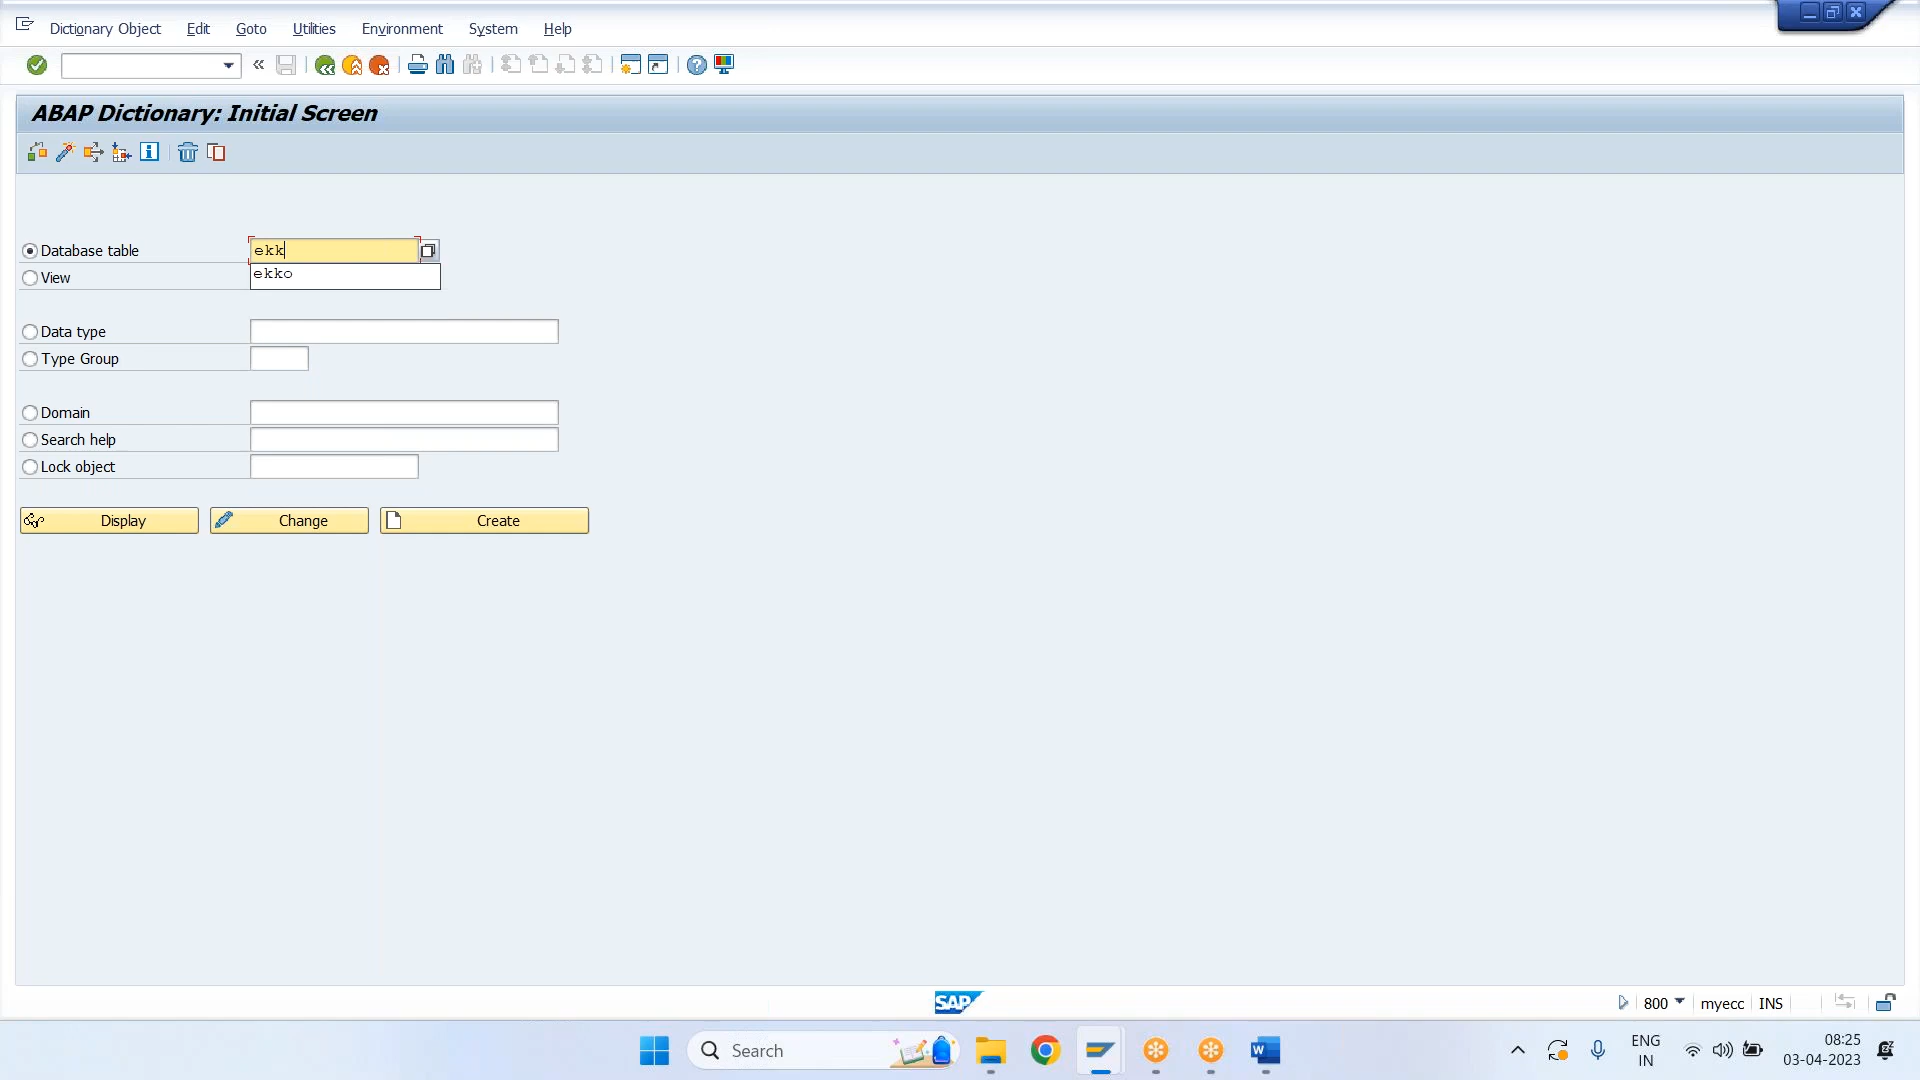 Dictionary Object Edit Goto Utilities Environment System Help
ABAP Dictionary: Initial Screen
Database table ekk
View ekko
Data type
Type Group
Domain
Search help
Lock object
Display Change Create
SAP
800 myecc INS
Search
ENG
IN
08:25
03-04-2023